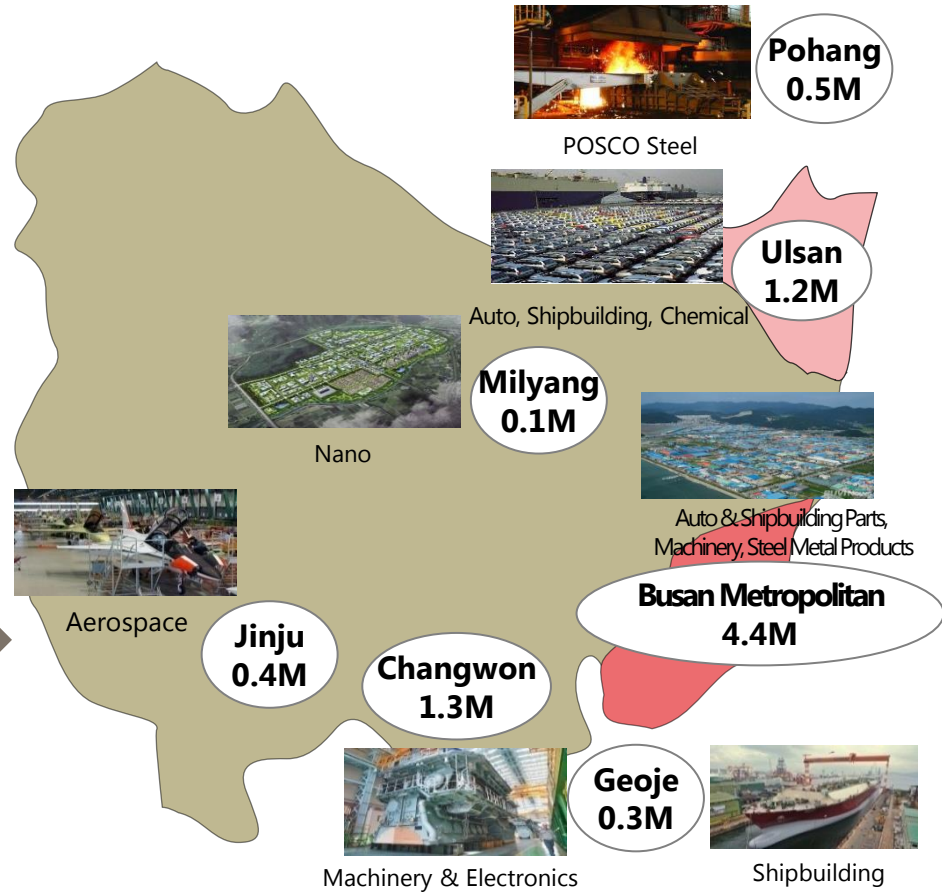 Pohang
0.5M
POSCO Steel
Ulsan
1.2M
Auto, Shipbuilding, Chemical
Milyang
0.1M
Nano
Auto & Shipbuilding Parts,
Machinery, Steel Metal Products
Busan Metropolitan
4.4M
Aerospace
Jinju
0.4M
Changwon
1.3M
Geoje
0.3M
Machinery & Electronics
Shipbuilding